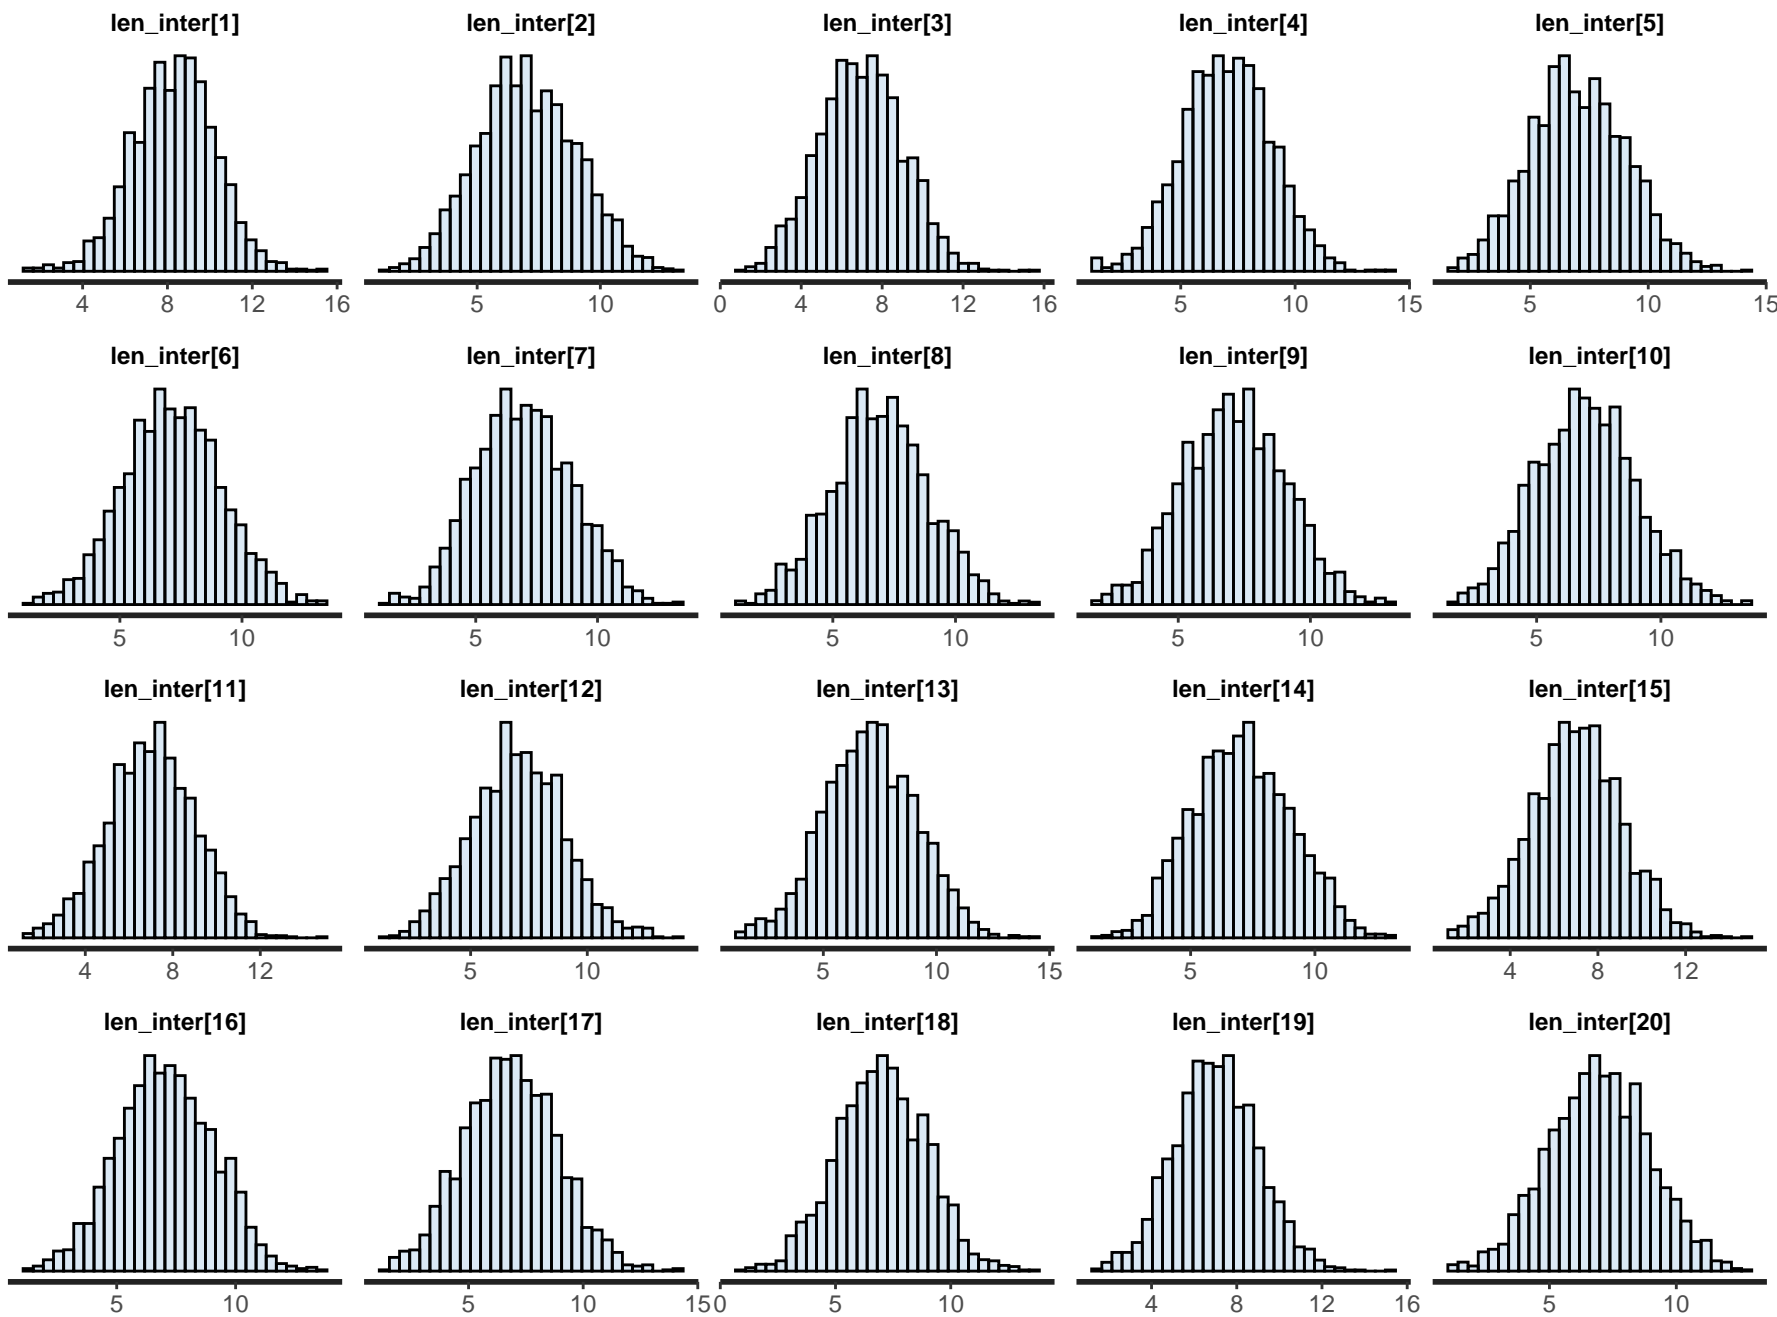 len_inter[1] len_inter[2] len_inter[3] len_inter[4] len_inter[5]
4 8 12 16 5 10 0 4 8 12 16 5 10 15 5 10 15
len_inter[6] len_inter[7] len_inter[8] len_inter[9] len_inter[10]
5 10 5 10 5 10 5 10 5 10
len_inter[11] len_inter[12] len_inter[13] len_inter[14] len_inter[15]
4 8 12 5 10 5 10 15 5 10 4 8 12
len_inter[16] len_inter[17] len_inter[18] len_inter[19] len_inter[20]
5 10 5 10 15 0 5 10 4 8 12 16 5 10